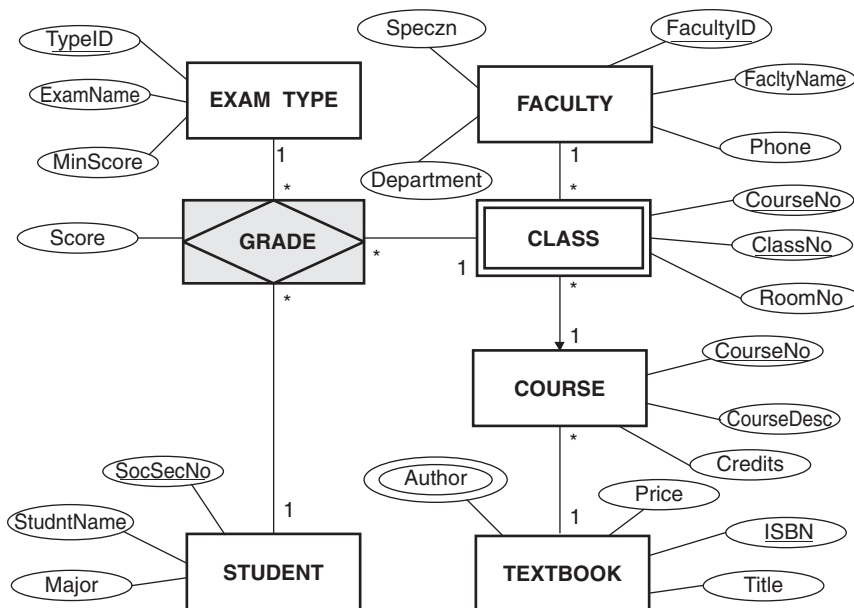 TypeID
ExamName
MinScore
EXAM TYPE
Speczn
Department
FACULTY
FacultyID
FacltyName
Phone
1
*
1
*
Score
GRADE
*
1
CLASS
CourseNo
ClassNo
RoomNo
*
*
1
COURSE
CourseNo
CourseDesc
Credits
*
1
SocSecNo
StudntName
Major
1
STUDENT
Author
Price
TEXTBOOK
ISBN
Title